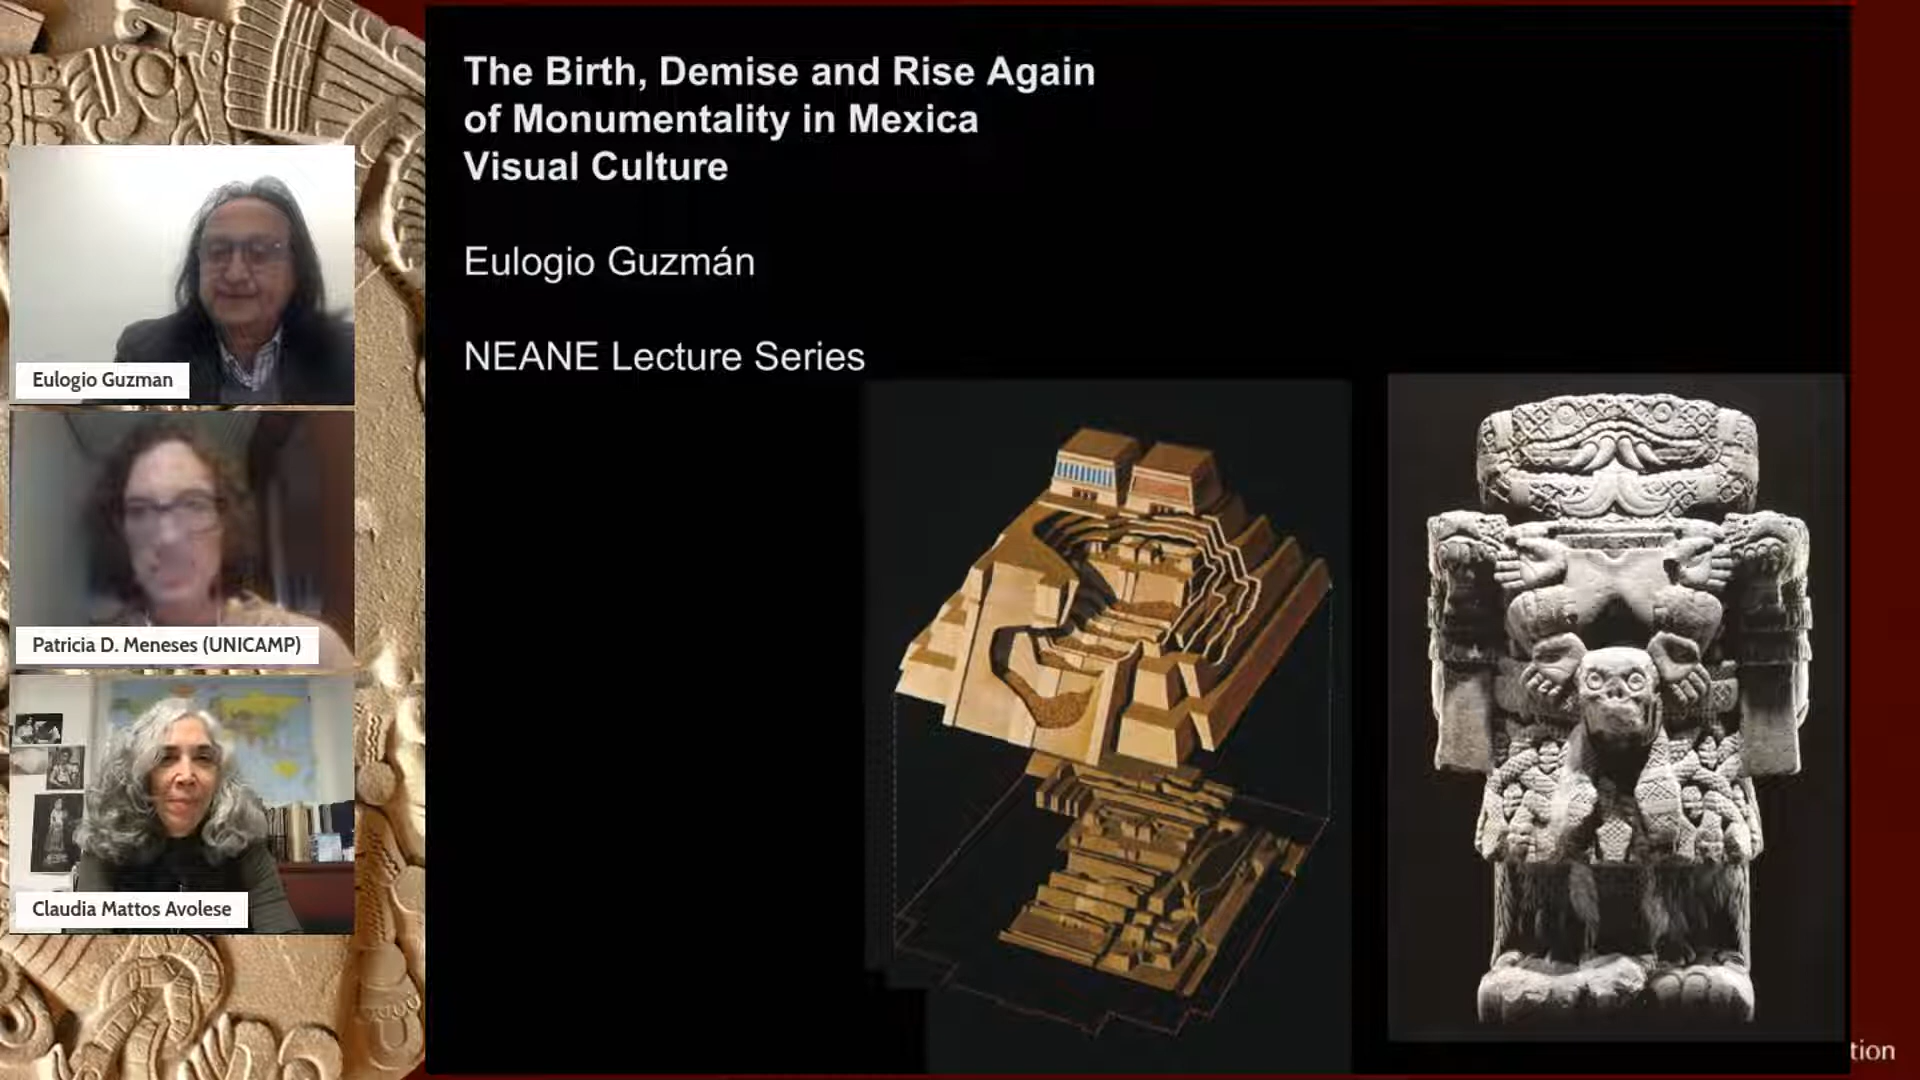 The Birth, Demise and Rise Again
of Monumentality in Mexica
Visual Culture
Eulogio Guzmán
NEANE Lecture Series
Eulogio Guzman
Patricia D. Meneses (UNICAMP)
Claudia Mattos Avolese
tion